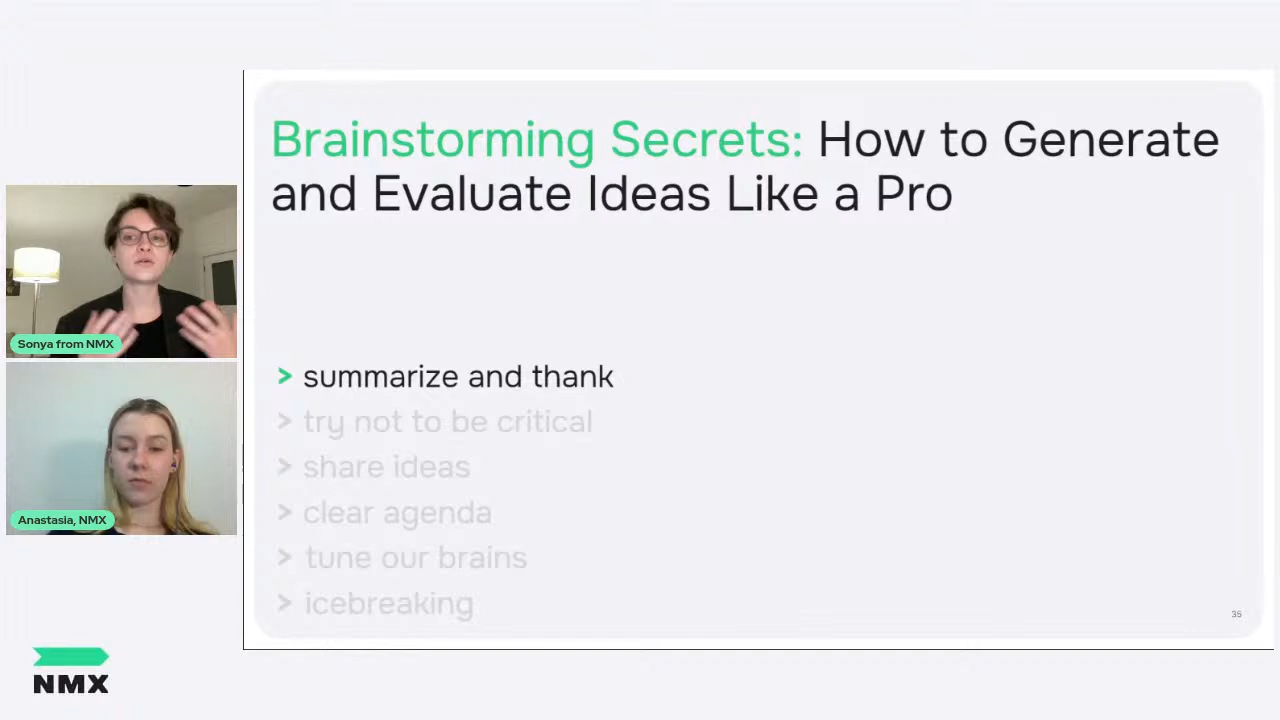 Brainstorming Secrets: How to Generate
and Evaluate Ideas Like a Pro
> summarize and thank
> try not to be critical
> share ideas
> clear agenda
> tune our brains
> icebreaking
35
Sonya from NMX
Anastasia, NMX
NMX